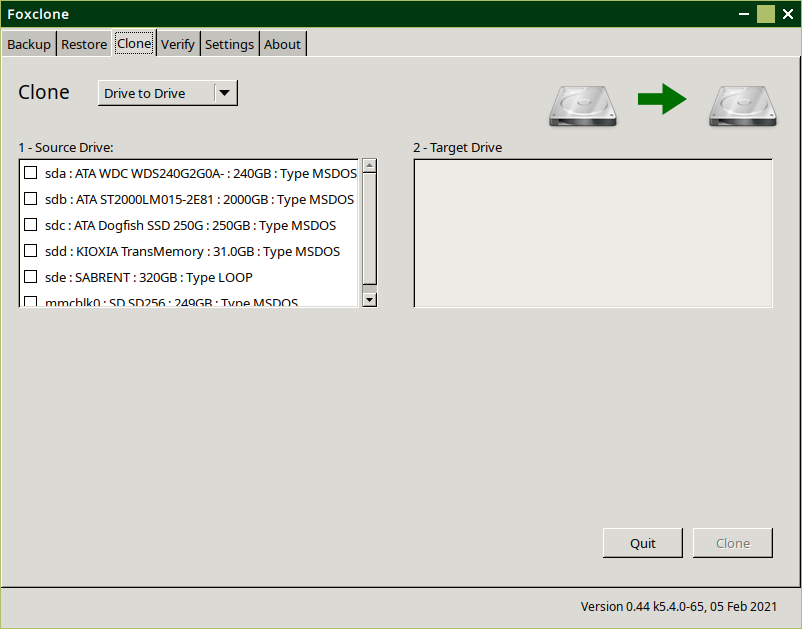 Foxclone
Backup Restore Clone Verify Settings About
Clone Drive to Drive
1 - Source Drive:
sda : ATA WDC WDS240G2G0A- : 240GB : Type MSDOS
sdb : ATA ST2000LM015-2E81 : 2000GB : Type MSDOS
sdc : ATA Dogfish SSD 250G : 250GB : Type MSDOS
sdd : KIOXIA TransMemory : 31.0GB : Type MSDOS
sde : SABRENT : 320GB : Type LOOP
mmcblk0 : SD SD256 : 249GB : Type MSDOS
2 - Target Drive
Quit Clone
Version 0.44 k5.4.0-65, 05 Feb 2021